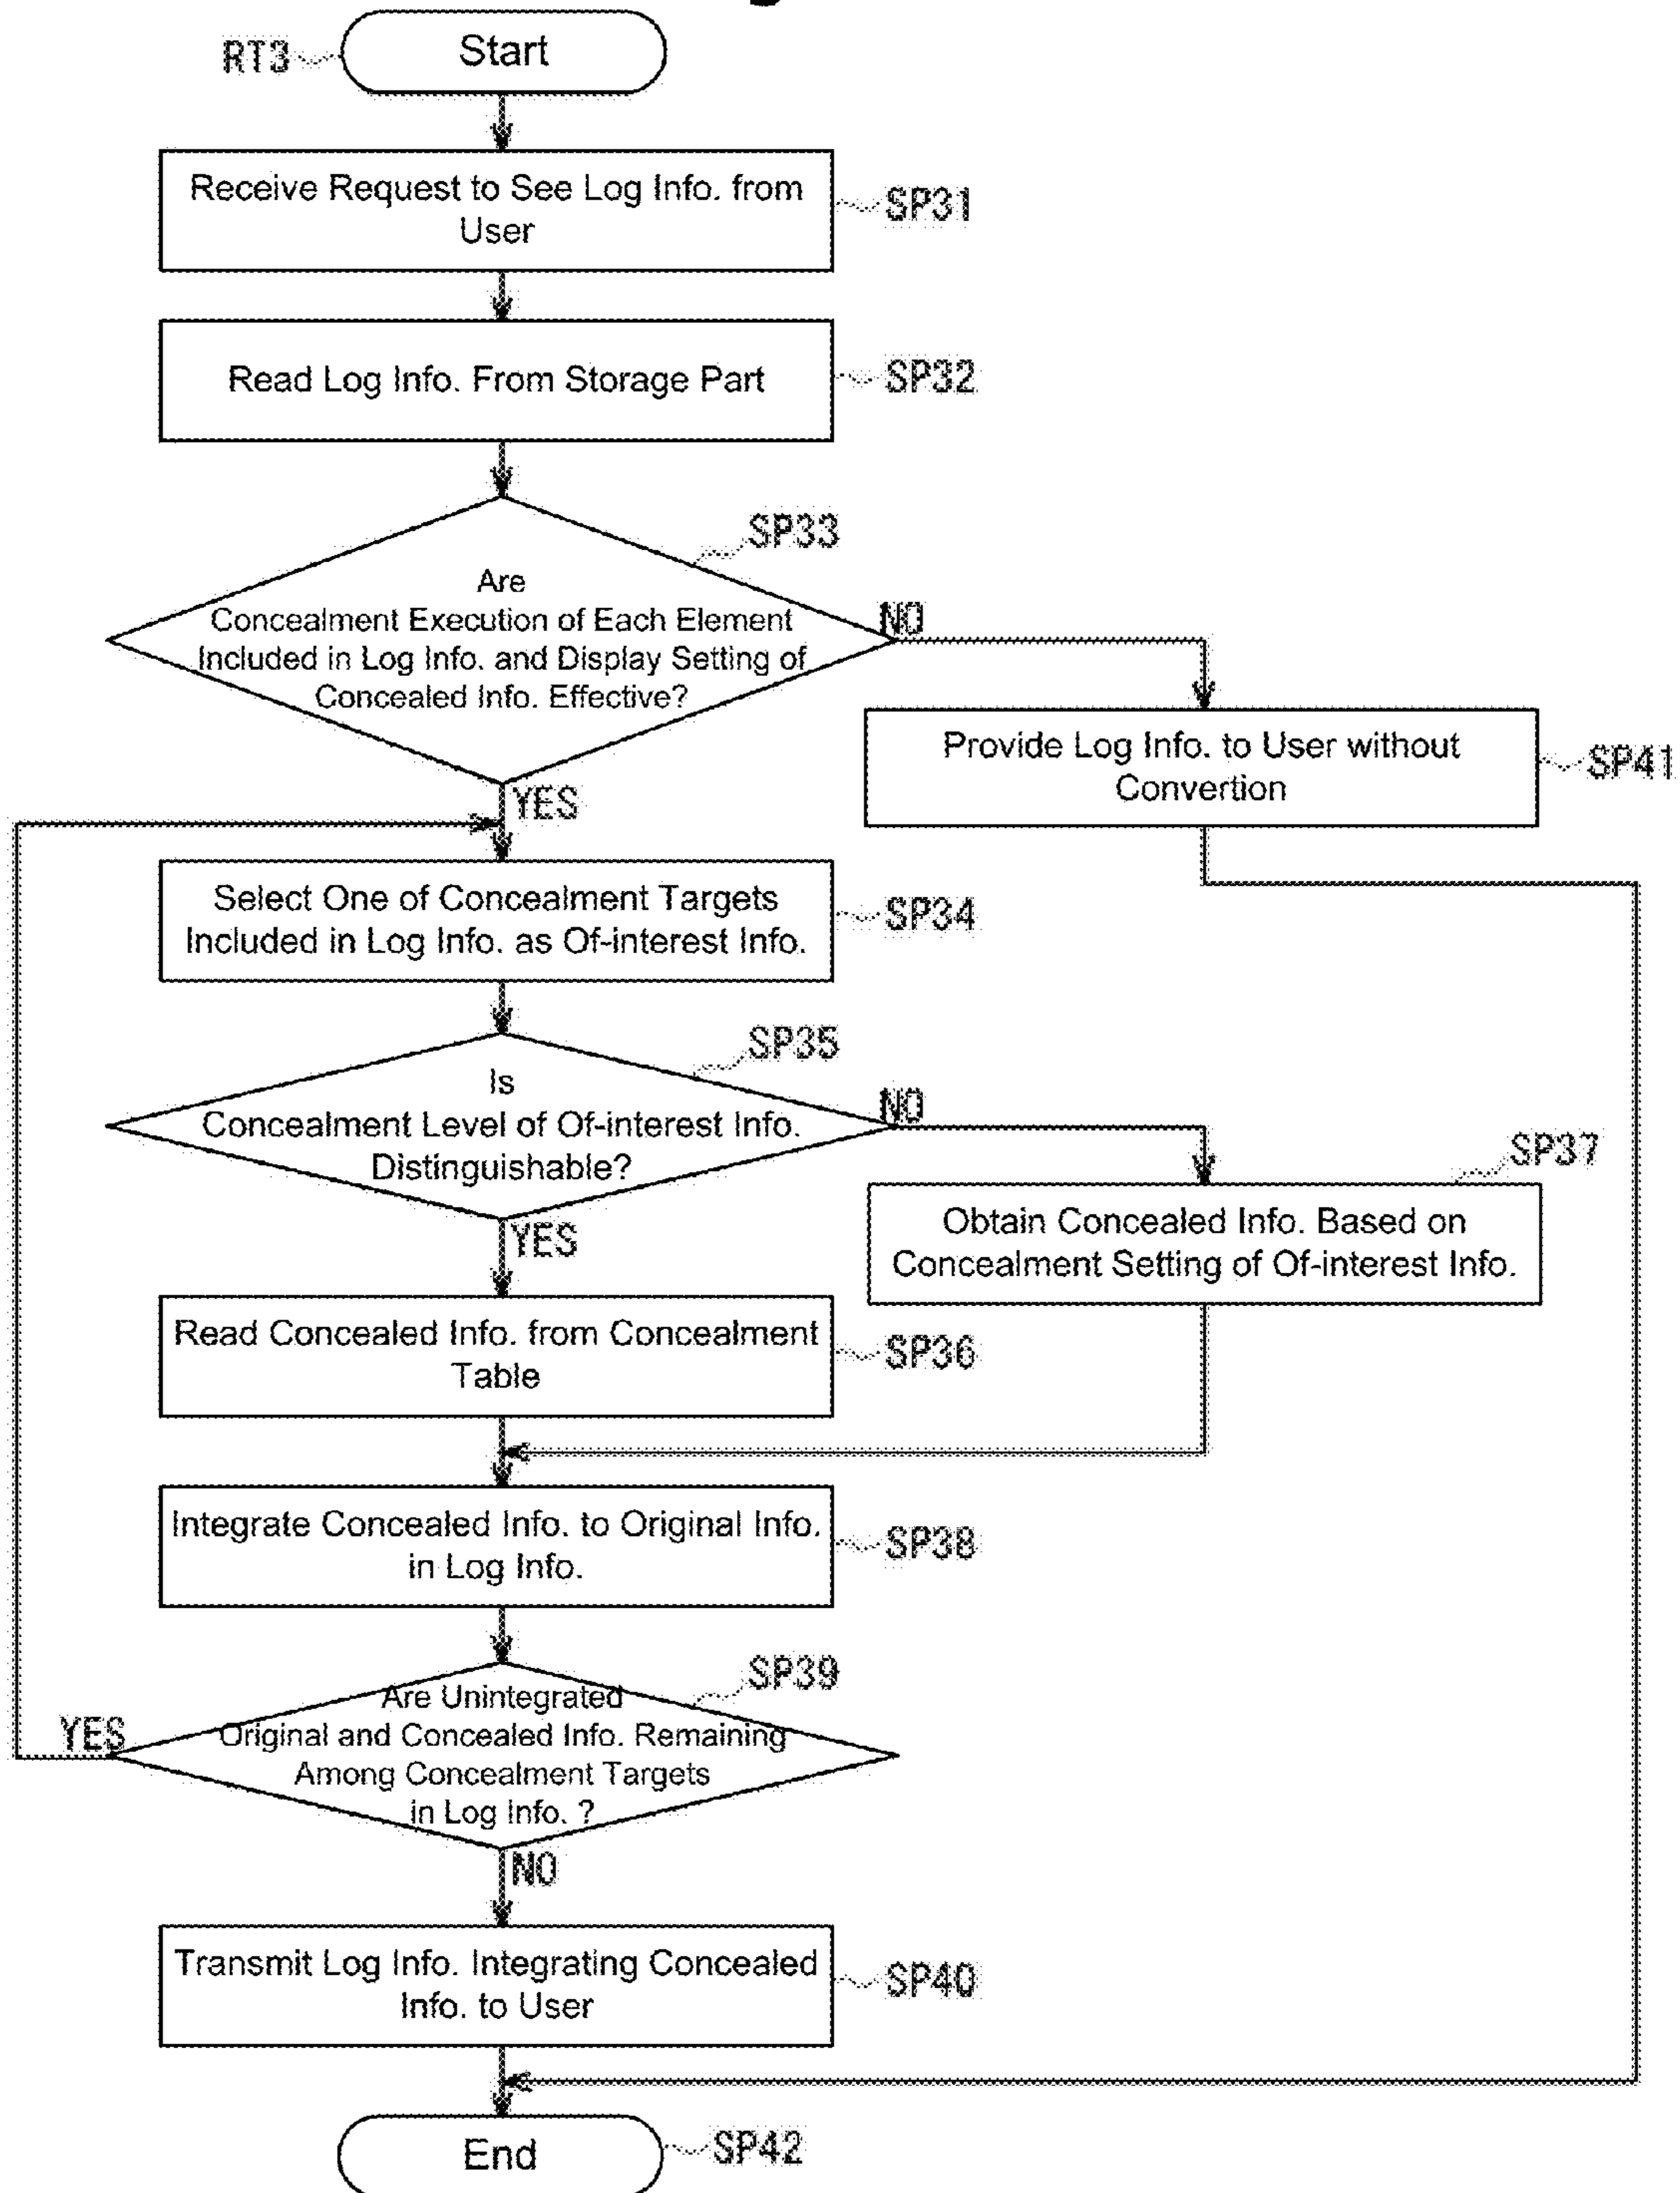 RT3
Start
Receive Request to See Log Info. from
User
SP31
Read Log Info. From Storage Part
SP32
SP33
Are
Concealment Execution of Each Element
Included in Log Info. and Display Setting of
Concealed Info. Effective?
NO
YES
Provide Log Info. to User without
Convertion
SP41
Select One of Concealment Targets
Included in Log Info. as Of-interest Info.
SP34
SP35
Is
Concealment Level of Of-interest Info.
Distinguishable?
NO
YES
SP37
Obtain Concealed Info. Based on
Concealment Setting of Of-interest Info.
Read Concealed Info. from Concealment
Table
SP36
Integrate Concealed Info. to Original Info.
in Log Info.
SP38
SP39
Are Unintegrated
Original and Concealed Info. Remaining
Among Concealment Targets
in Log Info. ?
YES
NO
Transmit Log Info. Integrating Concealed
Info. to User
SP40
End
SP42